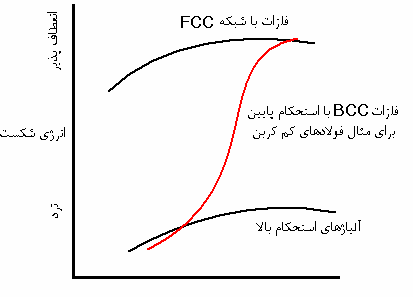 فلزات با شبکه FCC
انعطاف پذیر
فلزات BCC با استحکام پایین
برای مثال فولادهای کم کربن
انرژی شکست
ترد
آلیاژهای استحکام بالا